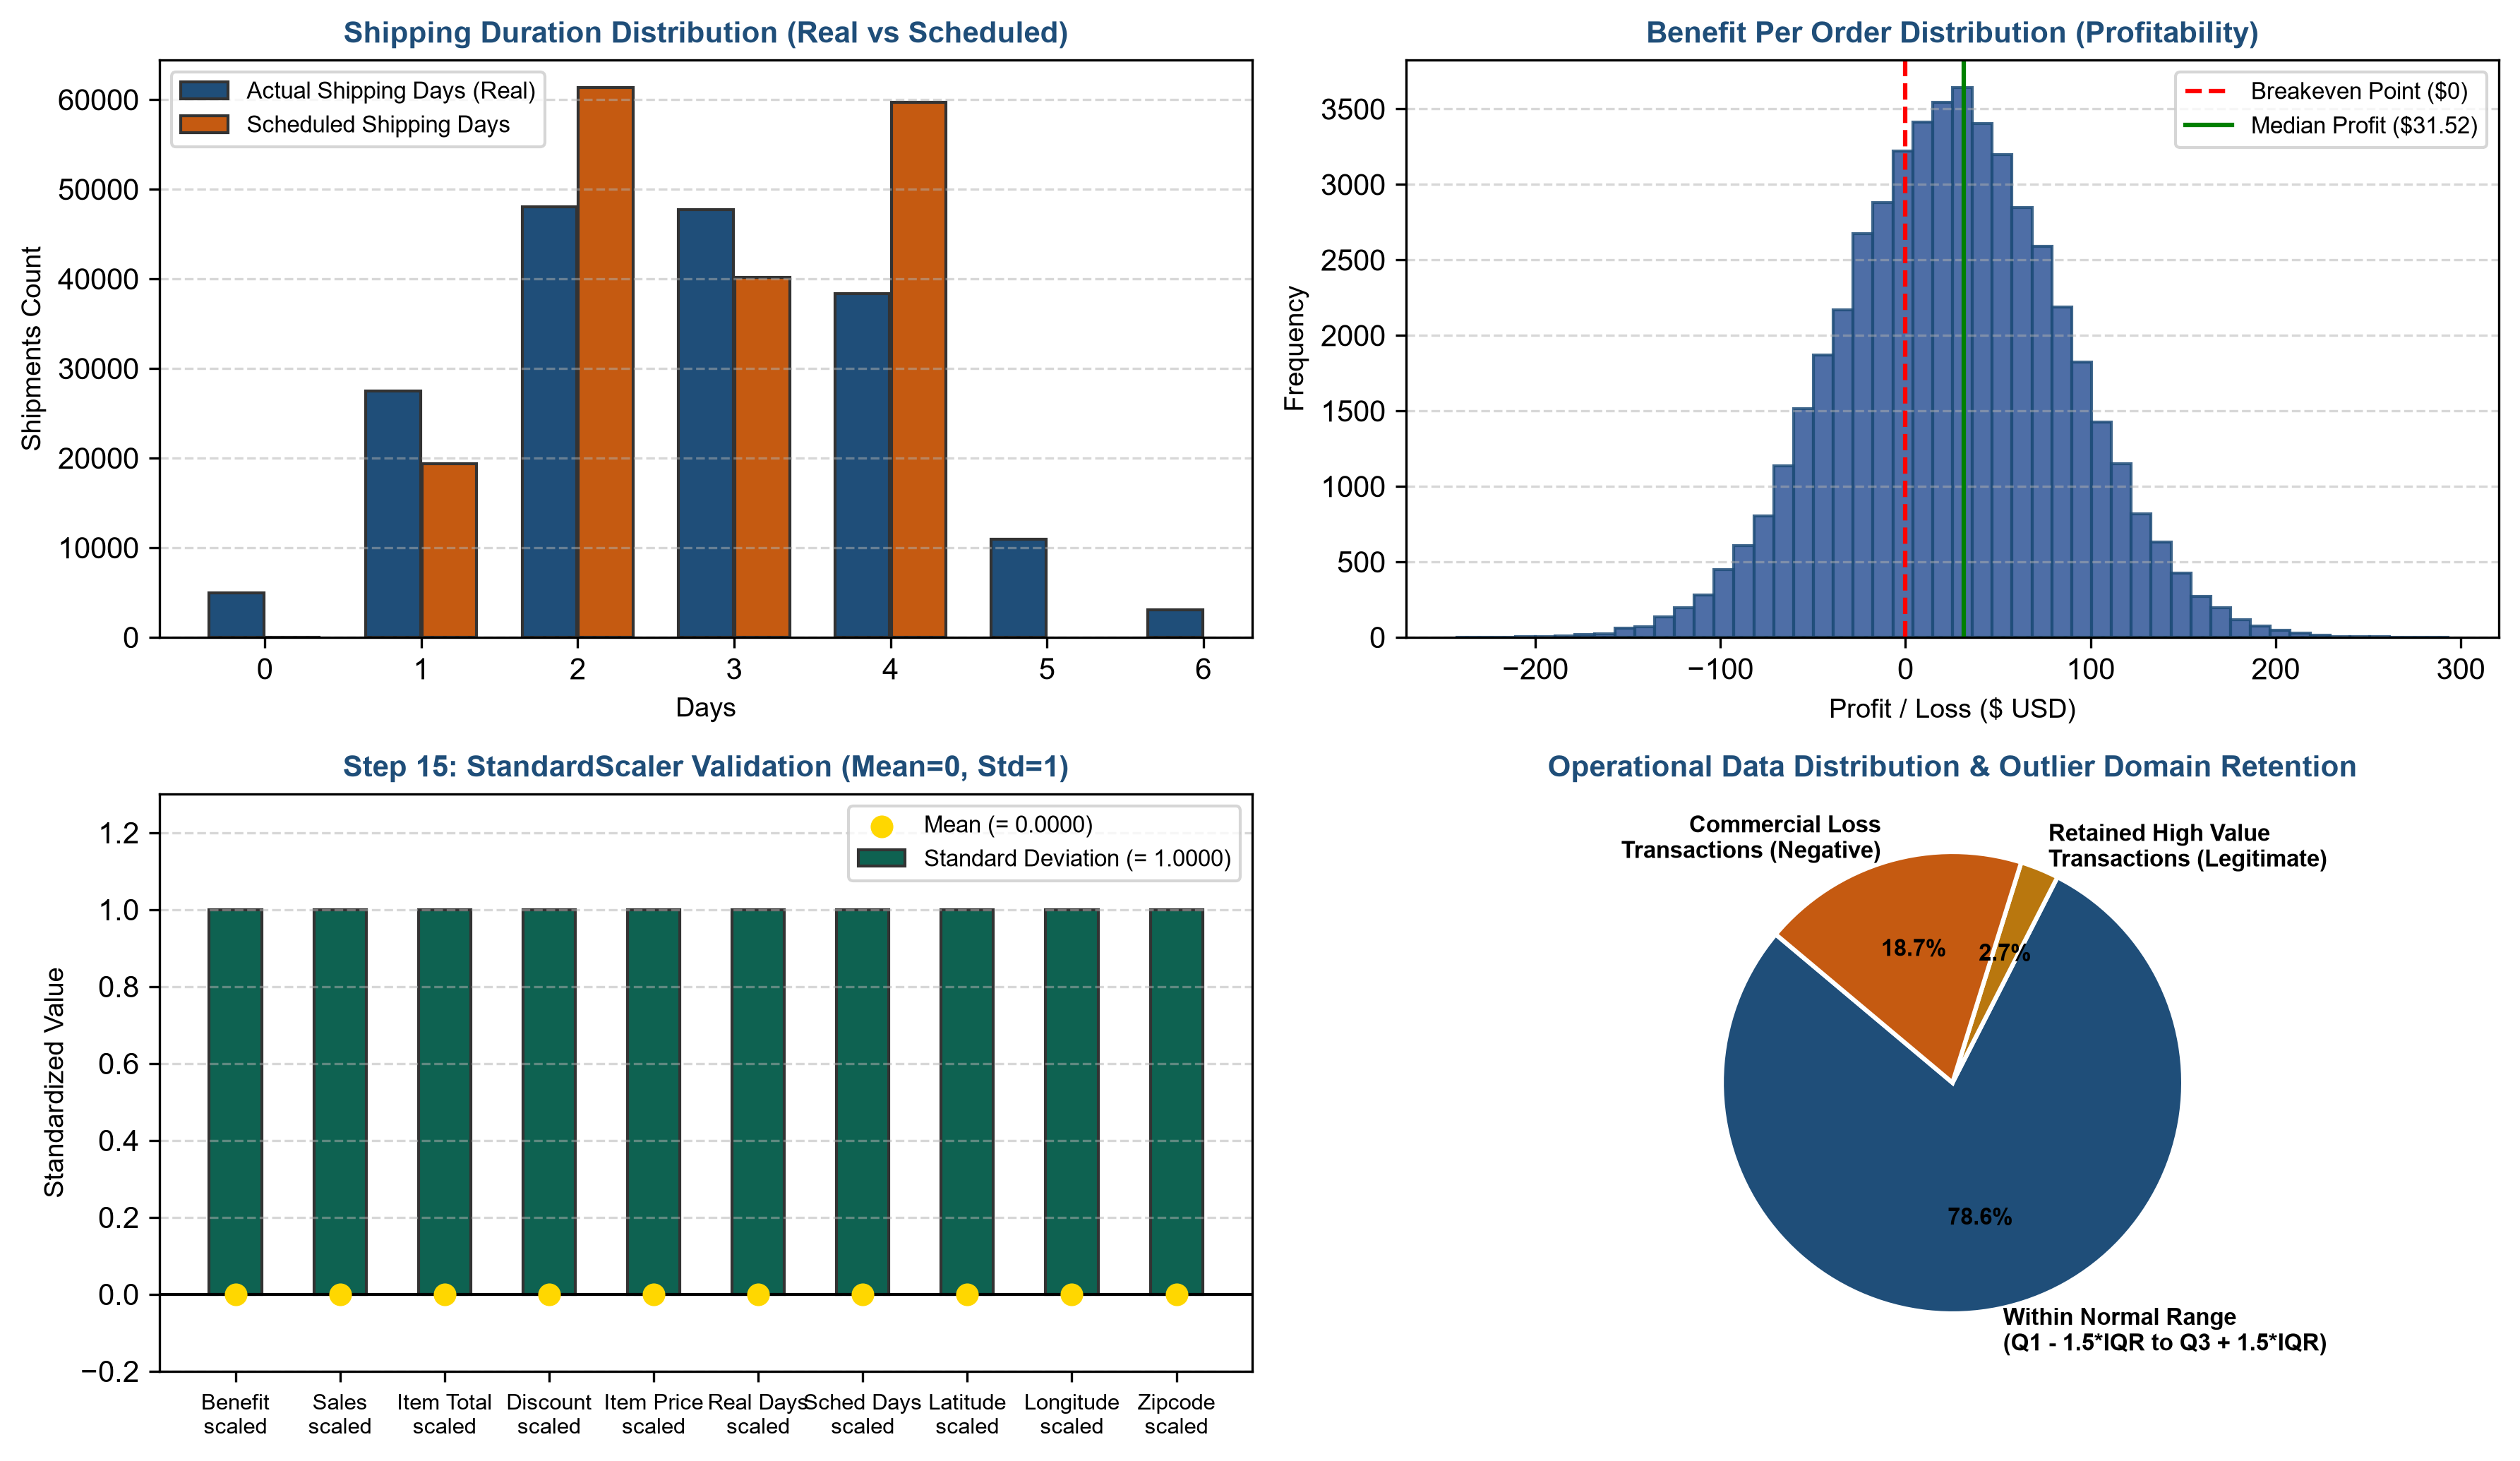 Shipping Duration Distribution (Real vs Scheduled)
Actual Shipping Days (Real)
Scheduled Shipping Days
Shipments Count
60000
50000
40000
30000
20000
10000
0
0 1 2 3 4 5 6
Days
Benefit Per Order Distribution (Profitability)
Breakeven Point ($0)
Median Profit ($31.52)
Frequency
3500
3000
2500
2000
1500
1000
500
0
−200 −100 0 100 200 300
Profit / Loss ($ USD)
Step 15: StandardScaler Validation (Mean=0, Std=1)
Mean (= 0.0000)
Standard Deviation (= 1.0000)
Standardized Value
1.2
1.0
0.8
0.6
0.4
0.2
0.0
−0.2
Benefit Sales Item Total Discount Item Price Real Days Sched Days Latitude Longitude Zipcode
scaled scaled scaled scaled scaled scaled scaled scaled scaled scaled
Operational Data Distribution & Outlier Domain Retention
Commercial Loss
Transactions (Negative)
Retained High Value
Transactions (Legitimate)
18.7%
2.7%
78.6%
Within Normal Range
(Q1 - 1.5*IQR to Q3 + 1.5*IQR)